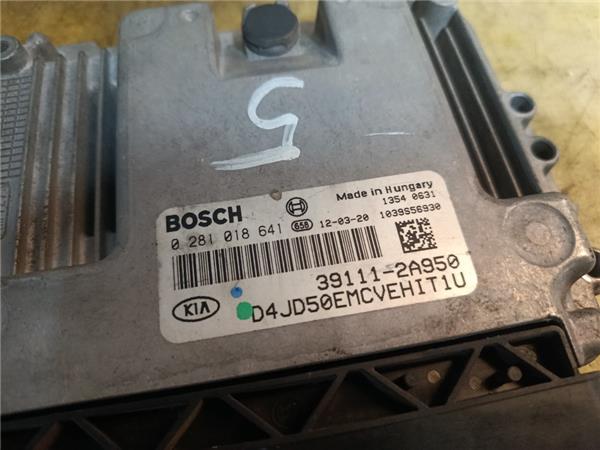 5
Made in Hungary
1354 0631
BOSCH
0 281 018 641 658 12-03-20 1039S56930
39111-2A950
KIA D4JD50EMCVEHIT1U